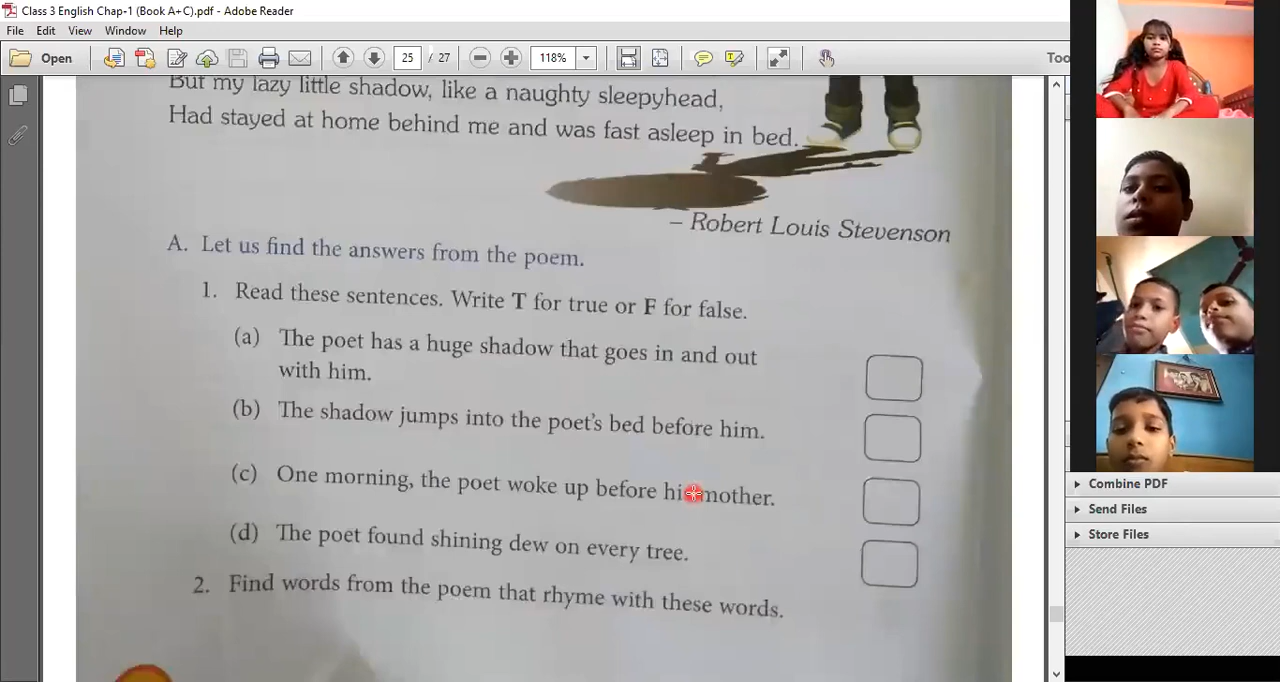 Class 3 English Chap-1 (Book A+C).pdf - Adobe Reader
File Edit View Window Help
Open 25 / 27 118% Too
But my lazy little shadow, like a naughty sleepyhead,
Had stayed at home behind me and was fast asleep in bed.
– Robert Louis Stevenson
A. Let us find the answers from the poem.
1. Read these sentences. Write T for true or F for false.
(a) The poet has a huge shadow that goes in and out
with him.
(b) The shadow jumps into the poet's bed before him.
(c) One morning, the poet woke up before hi mother.
(d) The poet found shining dew on every tree.
2. Find words from the poem that rhyme with these words.
Combine PDF
Send Files
Store Files